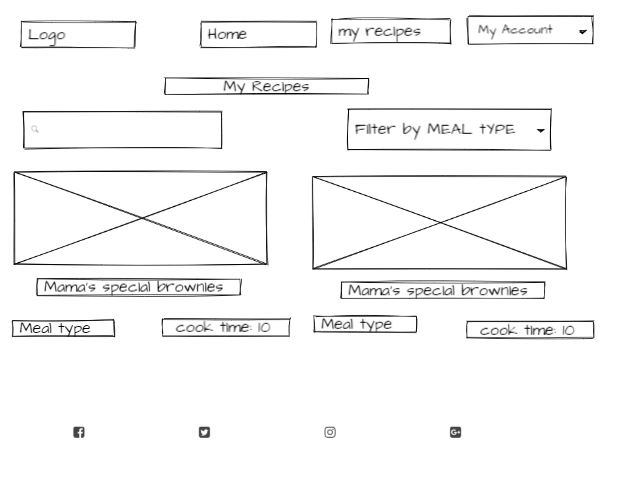 Logo
Home
my recipes
My Account
My Recipes
Filter by MEAL tYPE
Mama's special brownies
Mama's special brownies
Meal type
cook time: 10
Meal type
cook time: 10